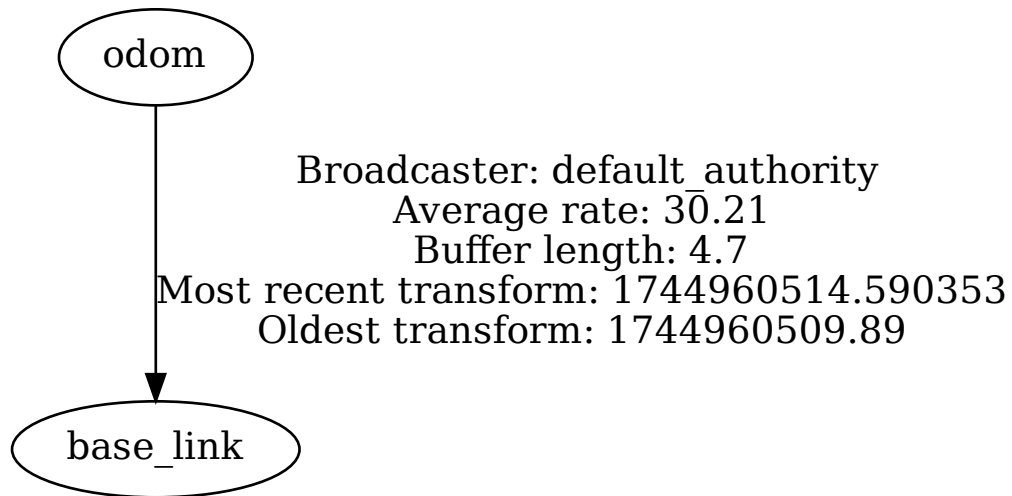 odom
Broadcaster: default_authority
Average rate: 30.21
Buffer length: 4.7
Most recent transform: 1744960514.590353
Oldest transform: 1744960509.89
base_link